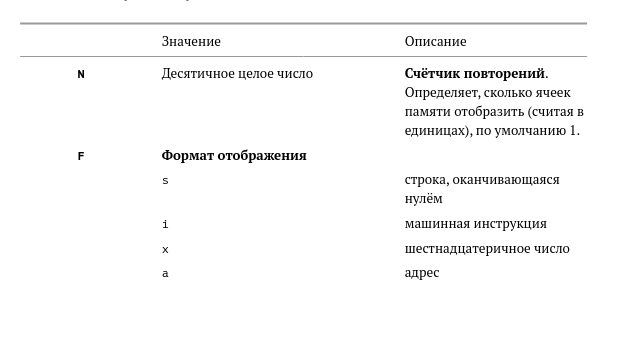 Значение Описание
N Десятичное целое число Счётчик повторений.
Определяет, сколько ячеек
памяти отобразить (считая в
единицах), по умолчанию 1.
F Формат отображения
s строка, оканчивающаяся
нулём
i машинная инструкция
x шестнадцатеричное число
a адрес